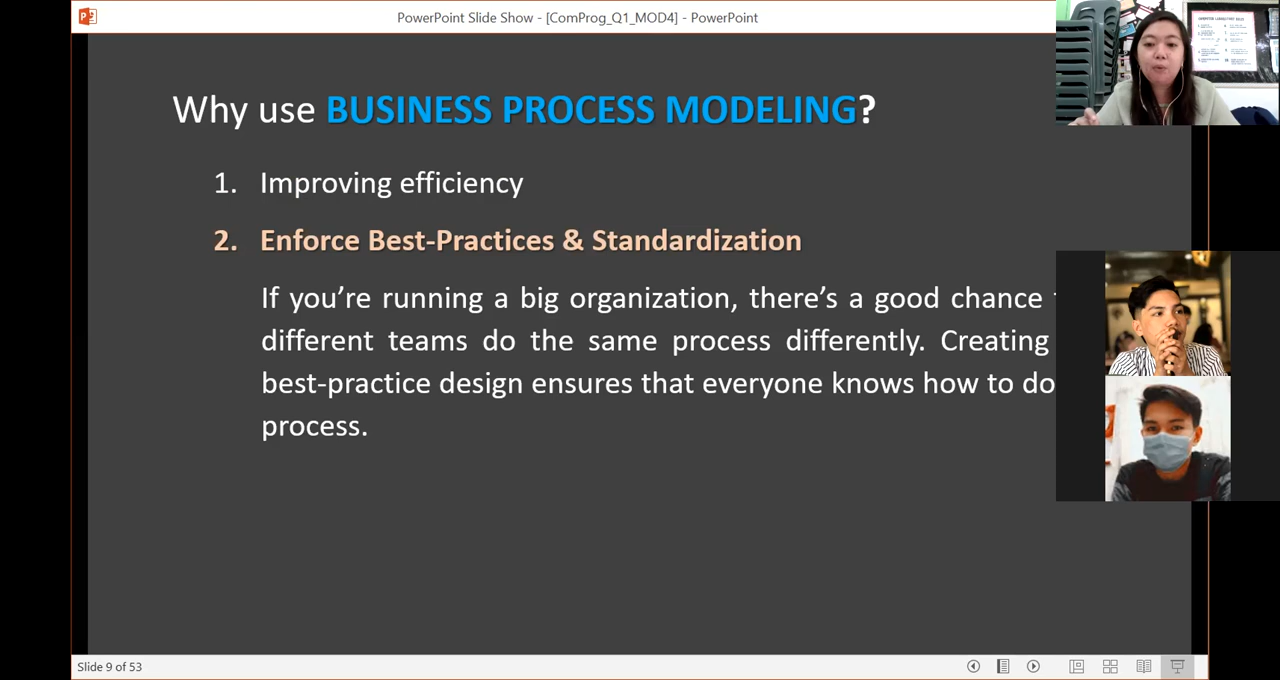 PowerPoint Slide Show - [ComProg_Q1_MOD4] - PowerPoint
Why use BUSINESS PROCESS MODELING?
1. Improving efficiency
2. Enforce Best-Practices & Standardization
If you’re running a big organization, there’s a good chance
different teams do the same process differently. Creating
best-practice design ensures that everyone knows how to do
process.
Slide 9 of 53